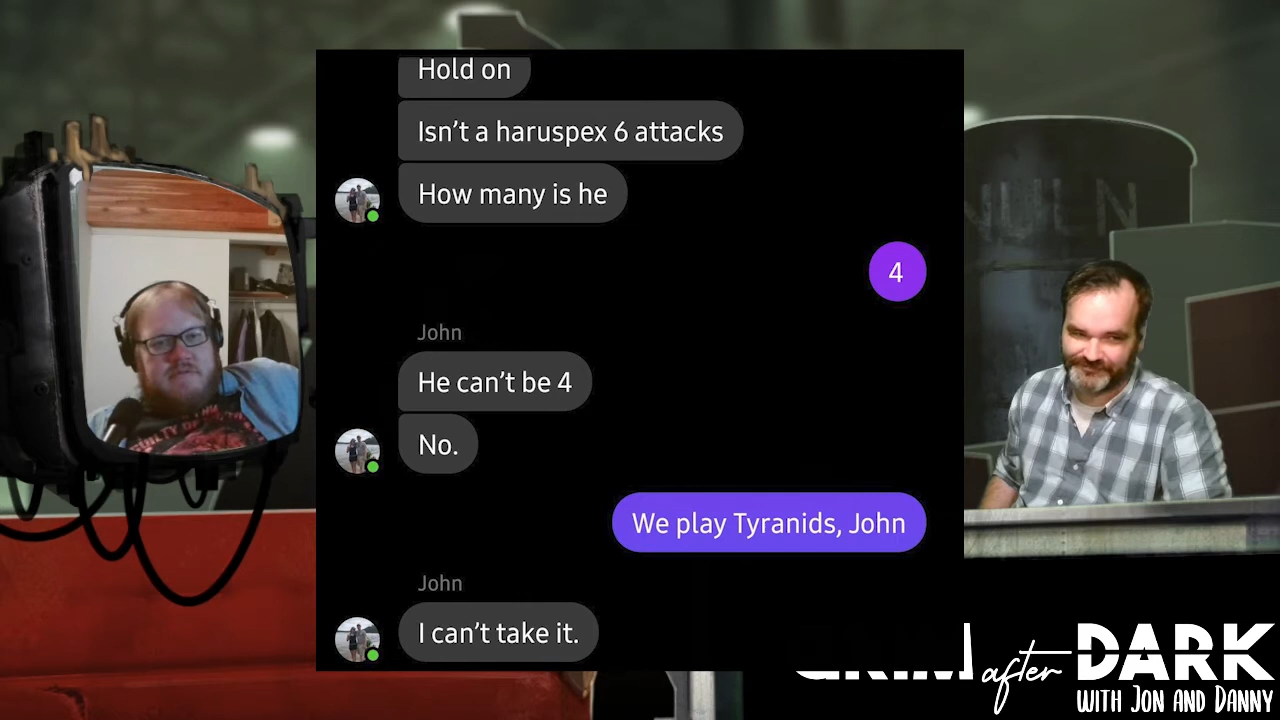 Hold on
Isn't a haruspex 6 attacks
How many is he
4
John
He can't be 4
No.
We play Tyranids, John
John
I can't take it.
after DARK
WITH JON AND DANNY